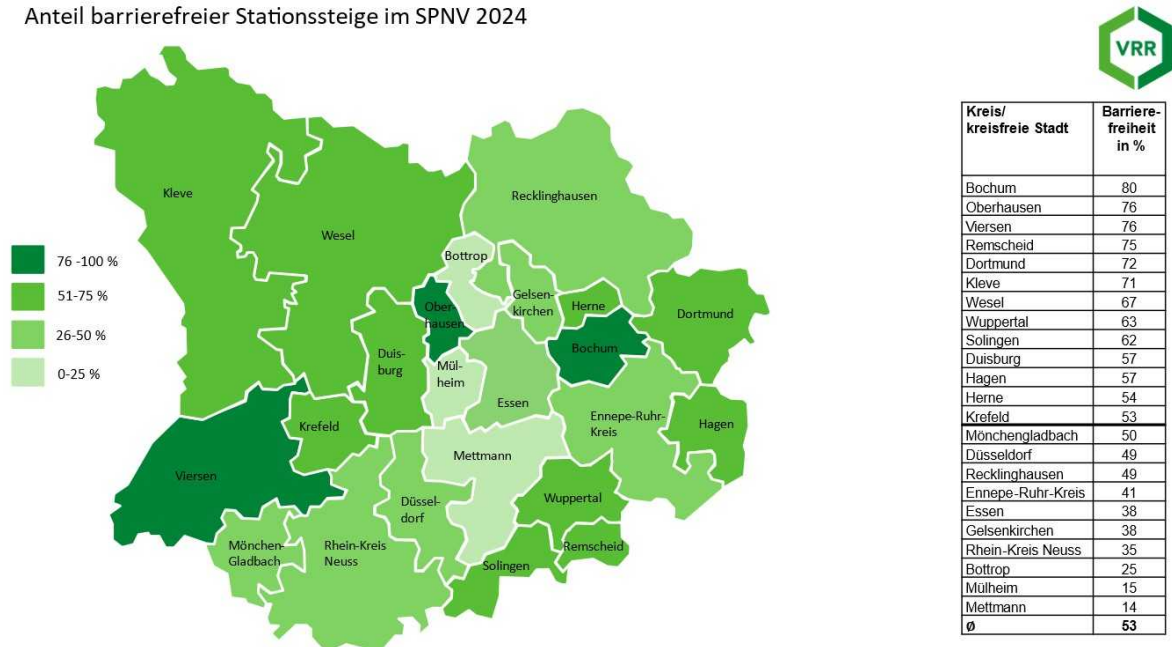 Anteil barrierefreier Stationssteige im SPNV 2024
VRR
Kleve
Wesel
Recklinghausen
Bottrop
Gelsen-
kirchen
Herne
Dortmund
Ober-
hausen
Bochum
Duis-
burg
Mül-
heim
Essen
Ennepe-Ruhr-
Kreis
Hagen
Krefeld
Mettmann
Viersen
Düssel-
dorf
Wuppertal
Mönchen-
Gladbach
Rhein-Kreis
Neuss
Solingen
Remscheid
76 -100 %
51-75 %
26-50 %
0-25 %
Kreis/ Barriere-
kreisfreie Stadt freiheit
in %
Bochum 80
Oberhausen 76
Viersen 76
Remscheid 75
Dortmund 72
Kleve 71
Wesel 67
Wuppertal 63
Solingen 62
Duisburg 57
Hagen 57
Herne 54
Krefeld 53
Mönchengladbach 50
Düsseldorf 49
Recklinghausen 49
Ennepe-Ruhr-Kreis 41
Essen 38
Gelsenkirchen 38
Rhein-Kreis Neuss 35
Bottrop 25
Mülheim 15
Mettmann 14
Ø 53